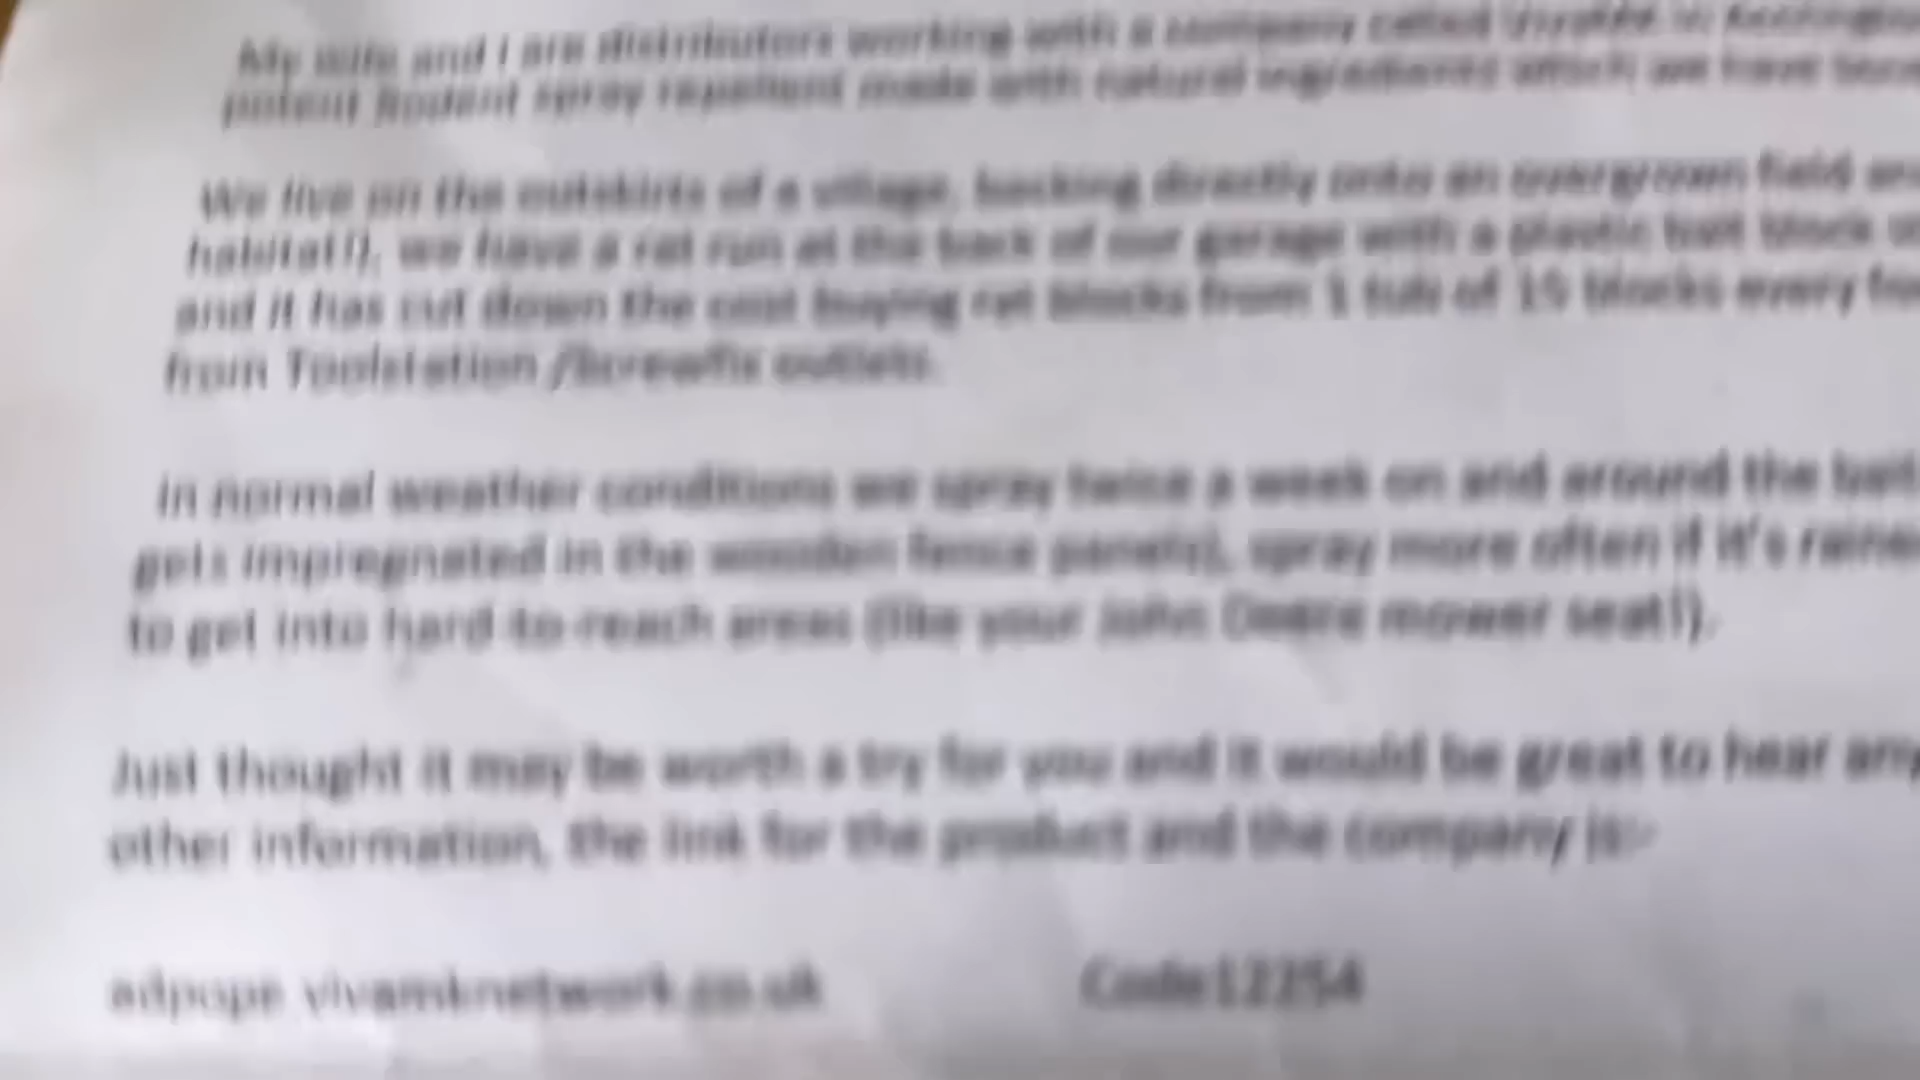 My wife and I are distributors working with a company called in
potent Rodent spray repellent made with natural ingredients which we have
We live on the outskirts of a village, backing directly onto an overgrown field
habitat!), we have a rat run at the back of our garage with a plastic bait block
and it has cut down the cost buying rat blocks from 1 tub of 15 blocks every
from Toolstation /Screwfix outlets.
In normal weather conditions we spray twice a week on and around the bait
gets impregnated in the wooden fence panels), spray more often if it's
to get into hard-to-reach areas (like your John Deere mower seat!).
Just thought it may be worth a try for you and it would be great to hear
other information, the link for the product and the company is:-
adpope vivamknetwork.co.uk Code12254